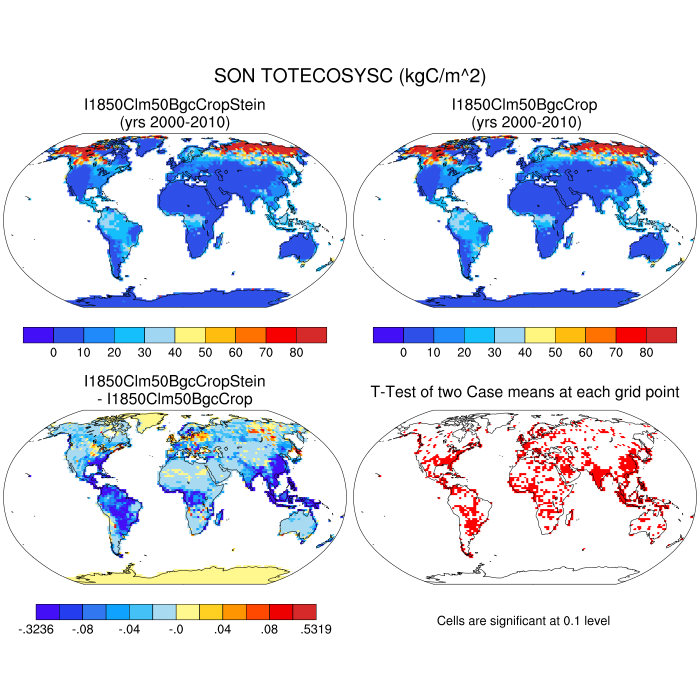 SON TOTECOSYSC (kgC/m^2)
I1850Clm50BgcCropStein
(yrs 2000-2010)
I1850Clm50BgcCrop
(yrs 2000-2010)
0 10 20 30 40 50 60 70 80
0 10 20 30 40 50 60 70 80
I1850Clm50BgcCropStein
- I1850Clm50BgcCrop
T-Test of two Case means at each grid point
-.3236 -.08 -.04 -.0 .04 .08 .5319
Cells are significant at 0.1 level